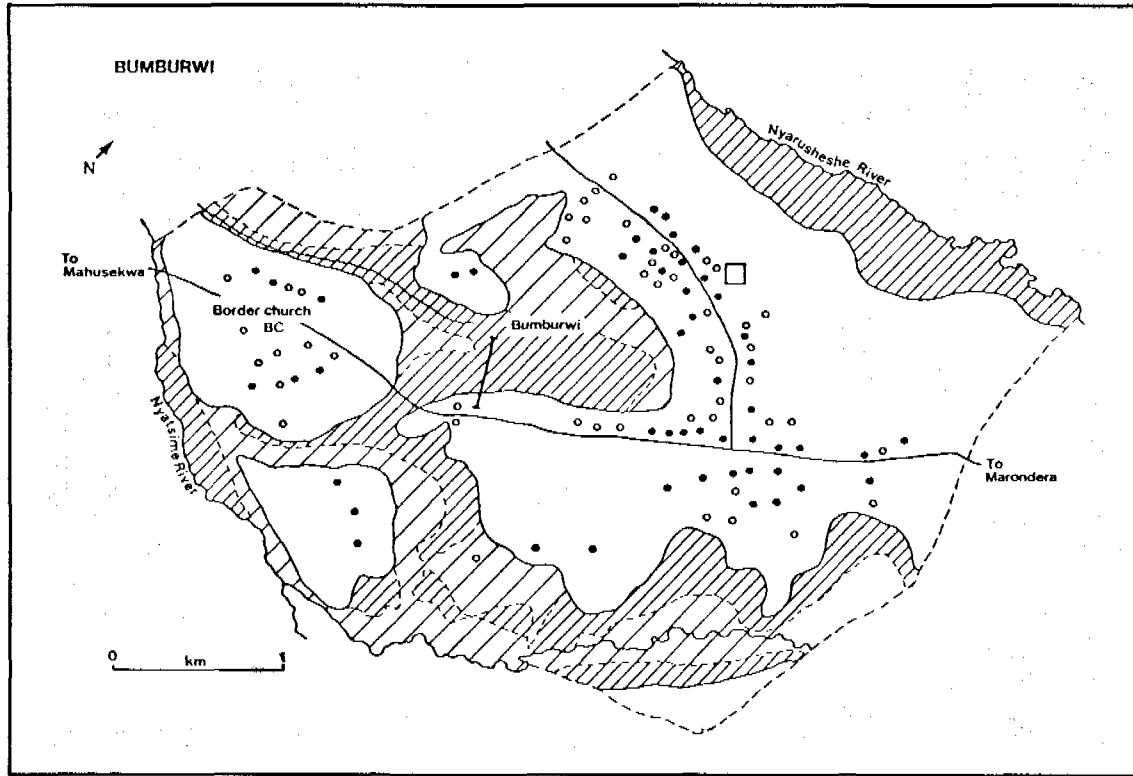 BUMBURWI
N
Nyarusheshe River
To
Mahusekwa
Border church
BC
Bumburwi
Nyatsime River
To
Marondera
0
km
1